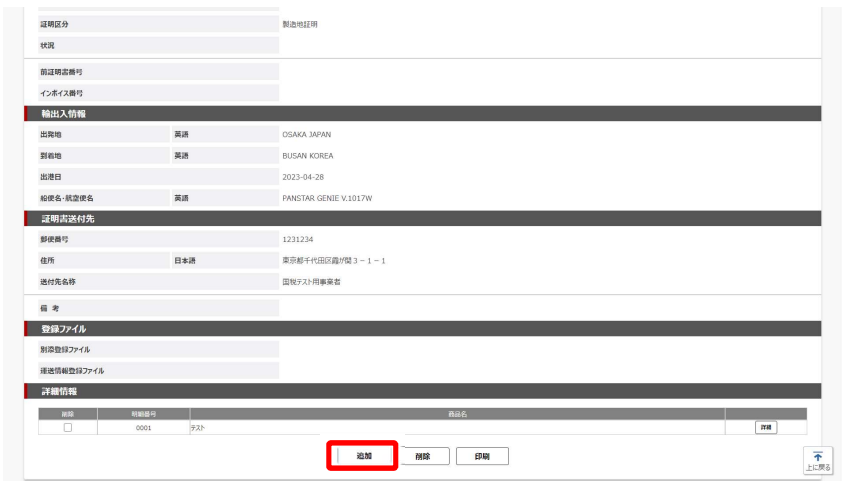 証明区分 製造地証明
状況
前証明書番号
インボイス番号
輸出入情報
出発地 英語 OSAKA JAPAN
到着地 英語 BUSAN KOREA
出港日 2023-04-28
船便名・航空便名 英語 PANSTAR GENIE V.1017W
証明書送付先
郵便番号 1231234
住所 日本語 東京都千代田区霞が関3-1-1
送付先名称 国税テスト用事業者
備 考
登録ファイル
別添登録ファイル
運送情報登録ファイル
詳細情報
削除 明細番号 商品名
0001 テスト 詳細
追加 削除 印刷
上に戻る